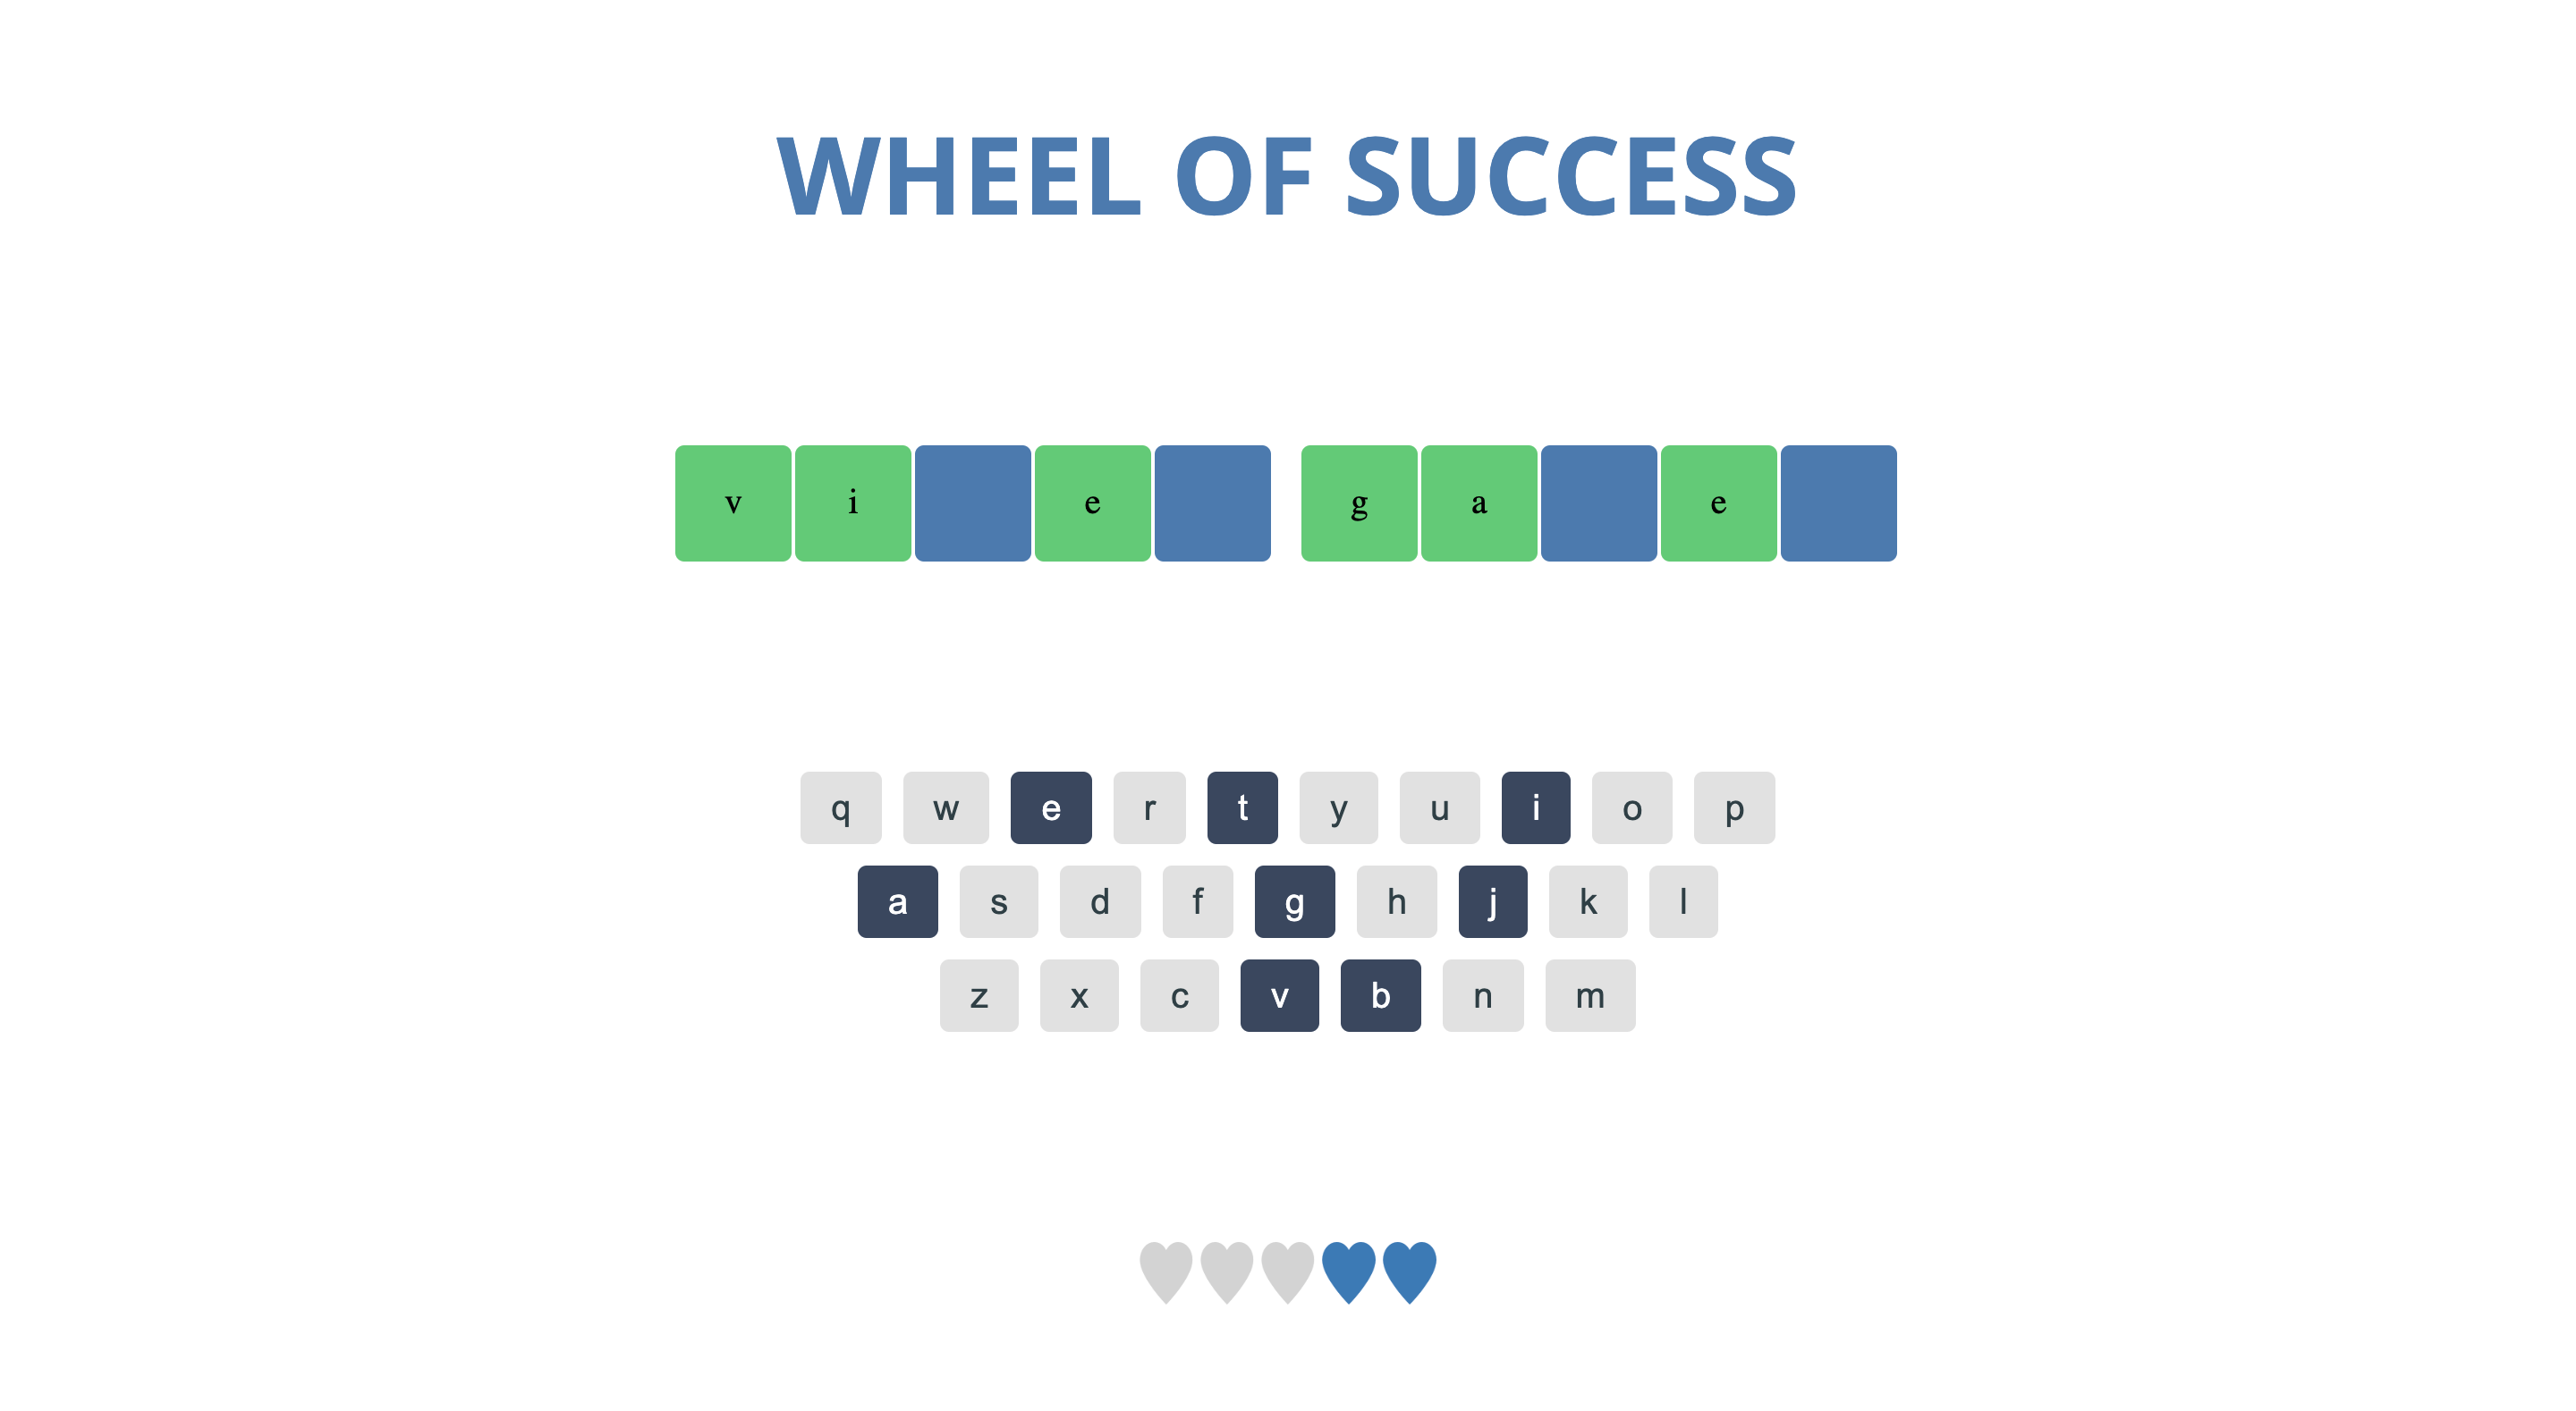 WHEEL OF SUCCESS
v i e g a e
q w e r t y u i o p
a s d f g h j k l
z x c v b n m